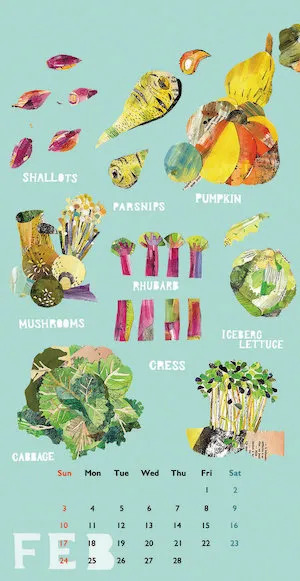 SHALLOTS
PARSNIPS
PUMPKIN
RHUBARB
MUSHROOMS
ICEBERG
LETTUCE
CRESS
CABBAGE
Sun Mon Tue Wed Thu Fri Sat
1 2
3 4 5 6 7 8 9
10 11 12 13 14 15 16
17 18 19 20 21 22 23
24 25 26 27 28
FEB